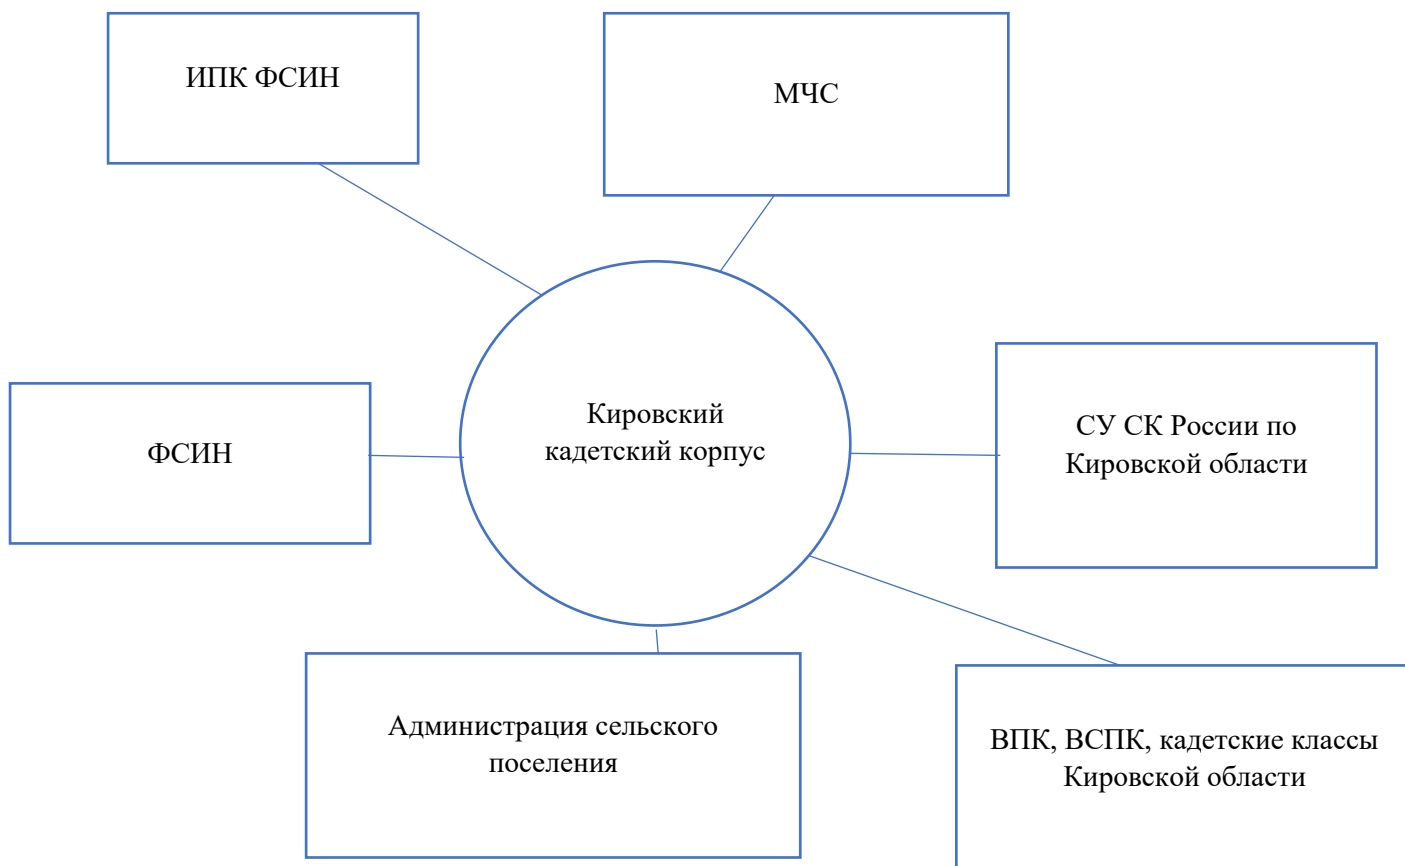 ИПК ФСИН
МЧС
Кировский
кадетский корпус
ФСИН
СУ СК России по
Кировской области
Администрация сельского
поселения
ВПК, ВСПК, кадетские классы
Кировской области